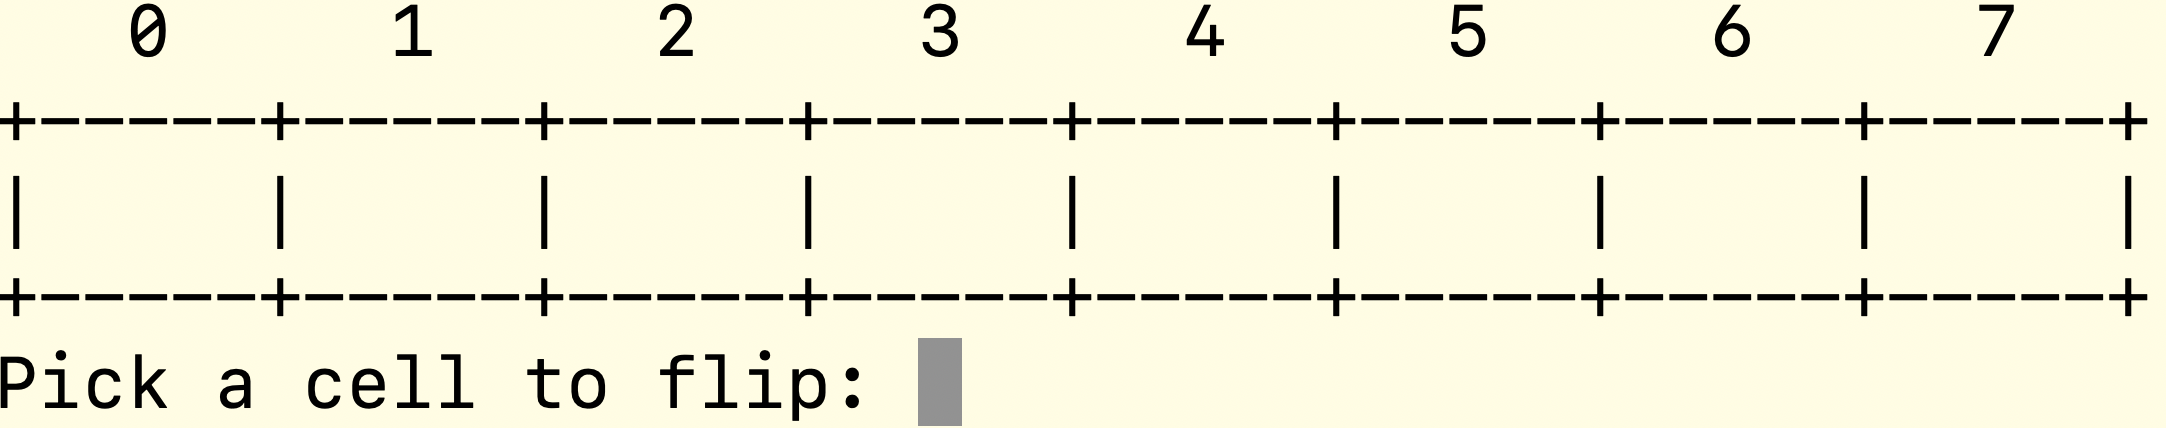 0     1     2     3     4     5     6     7
+-----+-----+-----+-----+-----+-----+-----+-----+
|     |     |     |     |     |     |     |     |
+-----+-----+-----+-----+-----+-----+-----+-----+
Pick a cell to flip: